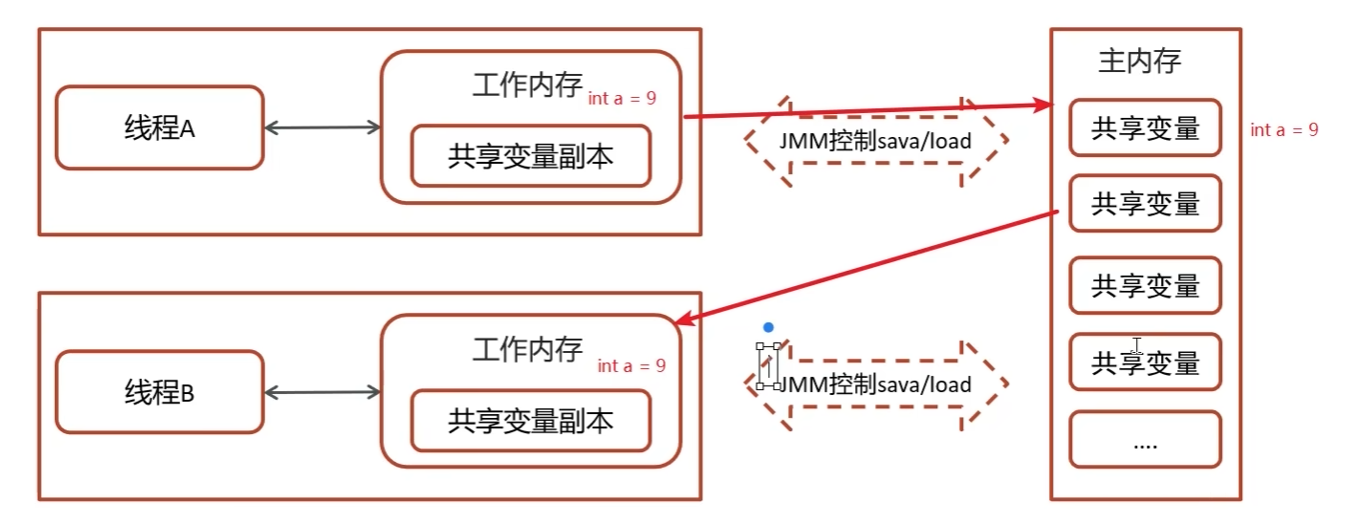 线程A
工作内存
int a = 9
共享变量副本
JMM控制sava/load
主内存
共享变量
int a = 9
共享变量
共享变量
共享变量
....
线程B
工作内存
int a = 9
共享变量副本
JMM控制sava/load